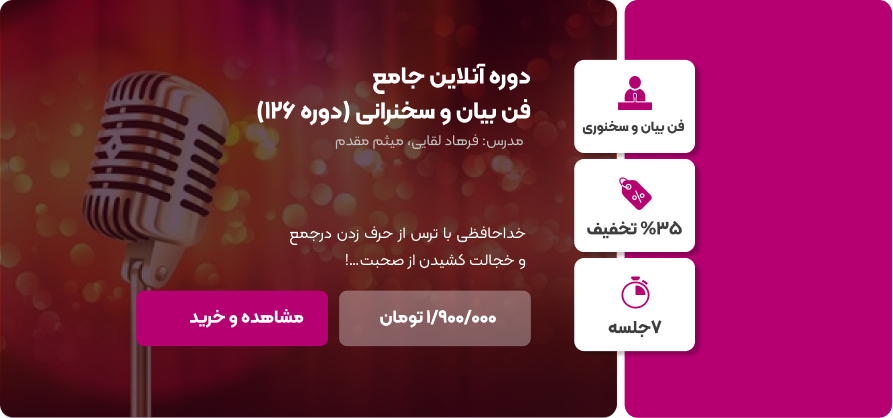 دوره آنلاین جامع
فن بیان و سخنرانی (دوره ۱۲۶)
مدرس: فرهاد لقایی، میثم مقدم
خداحافظی با ترس از حرف زدن درجمع
و خجالت کشیدن از صحبت...!
۱/۹۰۰/۰۰۰ تومان
مشاهده و خرید
فن بیان و سخنوری
۳۵% تخفیف
۷جلسه